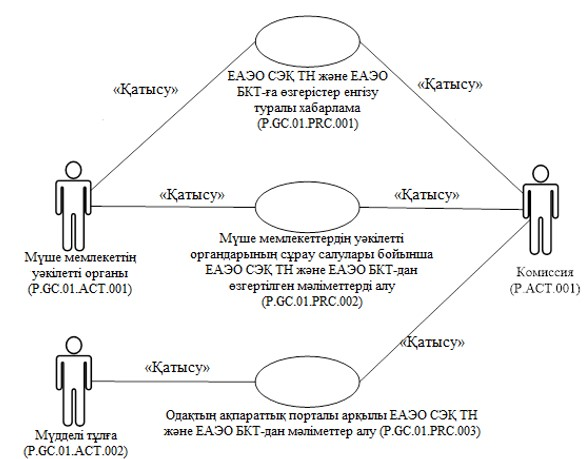 «Қатысу»
«Қатысу»
ЕАЭО СЭҚ ТН және ЕАЭО
БКТ-ға өзгерістер енгізу
туралы хабарлама
(P.GC.01.PRC.001)
«Қатысу»
«Қатысу»
Мүше мемлекеттің
уәкілетті органы
(P.GC.01.ACT.001)
Мүше мемлекеттердің уәкілетті
органдарының сұрау салулары бойынша
ЕАЭО СЭҚ ТН және ЕАЭО БКТ-дан
өзгертілген мәліметтерді алу
(P.GC.01.PRC.002)
Комиссия
(P.ACT.001)
«Қатысу»
«Қатысу»
Мүдделі тұлға
(P.GC.01.ACT.002)
Одақтың ақпараттық порталы арқылы ЕАЭО СЭҚ ТН
және ЕАЭО БКТ-дан мәліметтер алу (P.GC.01.PRC.003)